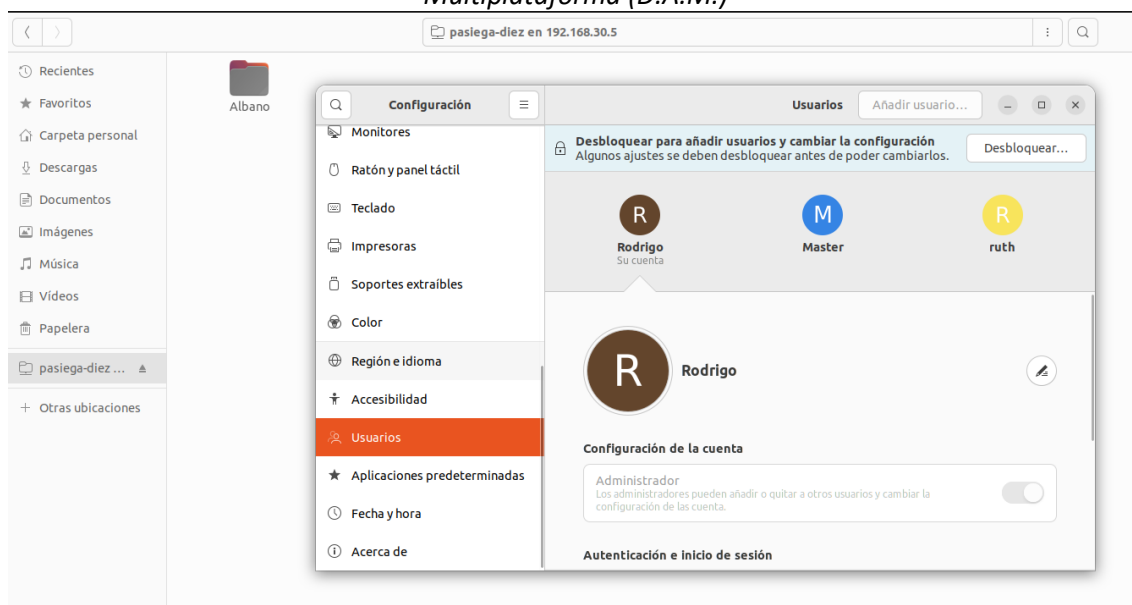 Multiplataforma (D.A.M.)
pasiega-diez en 192.168.30.5
Recientes
Favoritos
Carpeta personal
Descargas
Documentos
Imágenes
Música
Vídeos
Papelera
pasiega-diez ...
+ Otras ubicaciones
Albano
Configuración
Monitores
Ratón y panel táctil
Teclado
Impresoras
Soportes extraíbles
Color
Región e idioma
Accesibilidad
Usuarios
Aplicaciones predeterminadas
Fecha y hora
Acerca de
Usuarios
Añadir usuario...
Desbloquear para añadir usuarios y cambiar la configuración
Algunos ajustes se deben desbloquear antes de poder cambiarlos.
Desbloquear...
R
M
R
Rodrigo
Master
ruth
Su cuenta
R
Rodrigo
Configuración de la cuenta
Administrador
Los administradores pueden añadir o quitar a otros usuarios y cambiar la
configuración de las cuenta.
Autenticación e inicio de sesión